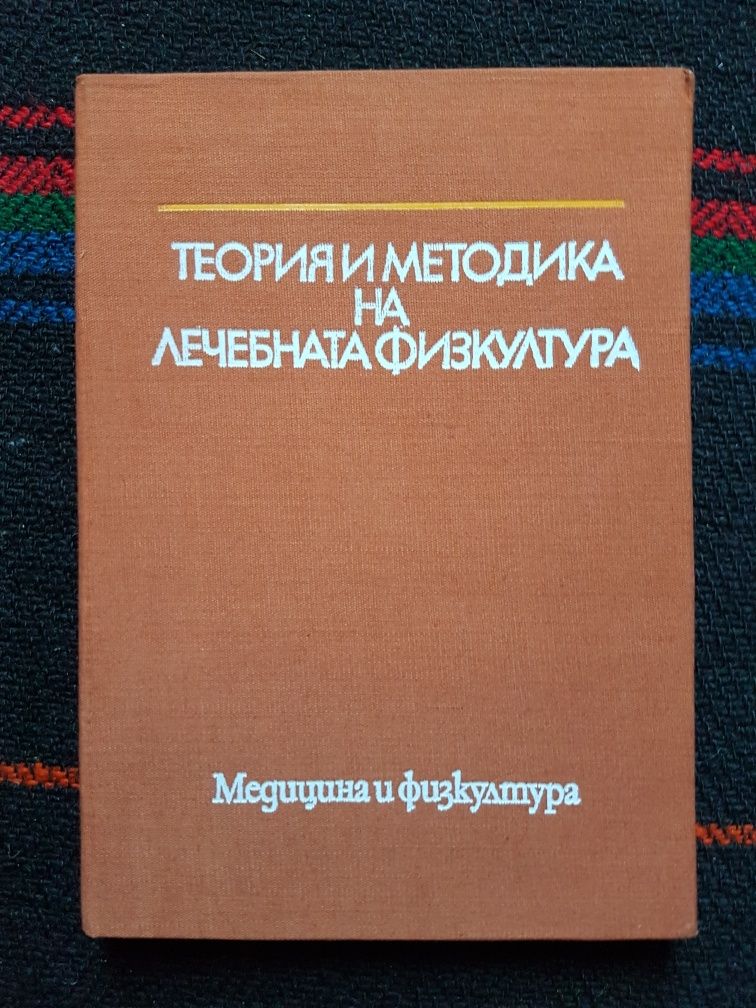 ТЕОРИЯ И МЕТОДИКА
НА
ЛЕЧЕБНАТА ФИЗКУЛТУРА
Медицина и физкултура